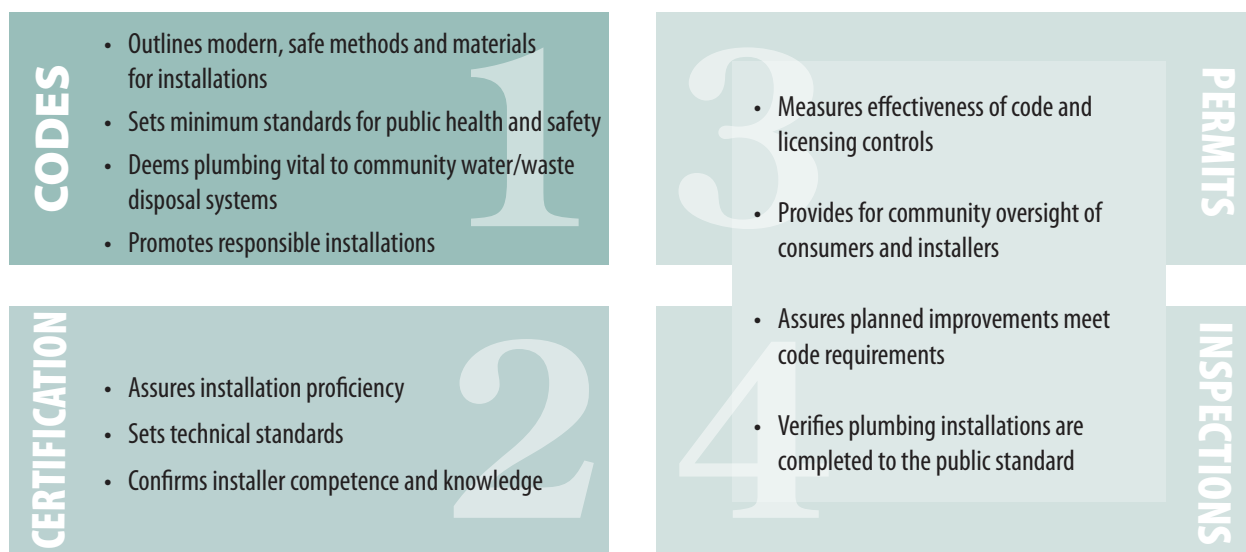 CODES
1
• Outlines modern, safe methods and materials
for installations
• Sets minimum standards for public health and safety
• Deems plumbing vital to community water/waste
disposal systems
• Promotes responsible installations
CERTIFICATION
2
• Assures installation proficiency
• Sets technical standards
• Confirms installer competence and knowledge
3
PERMITS
• Measures effectiveness of code and
licensing controls
• Provides for community oversight of
consumers and installers
4
INSPECTIONS
• Assures planned improvements meet
code requirements
• Verifies plumbing installations are
completed to the public standard